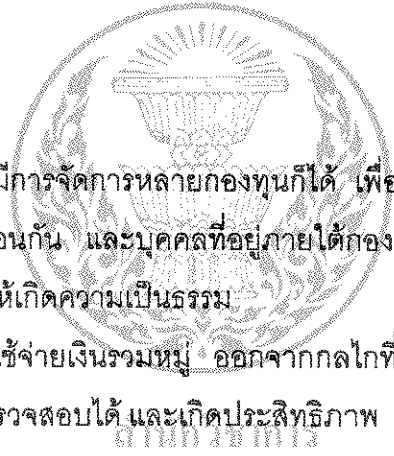 มีการจัดการหลายกองทุนก็ได้ เพื่อ
อนกัน และบุคคลที่อยู่ภายใต้กอง
ห้เกิดความเป็นธรรม
ช้จ่ายเงินรวมหมู่ ออกจากกลไกที่
รวจสอบได้ และเกิดประสิทธิภาพ